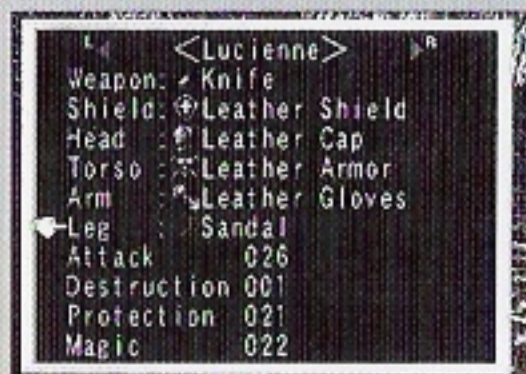 L <Lucienne> R
Weapon: Knife
Shield: Leather Shield
Head : Leather Cap
Torso : Leather Armor
Arm : Leather Gloves
Leg : Sandal
Attack 026
Destruction 001
Protection 021
Magic 022